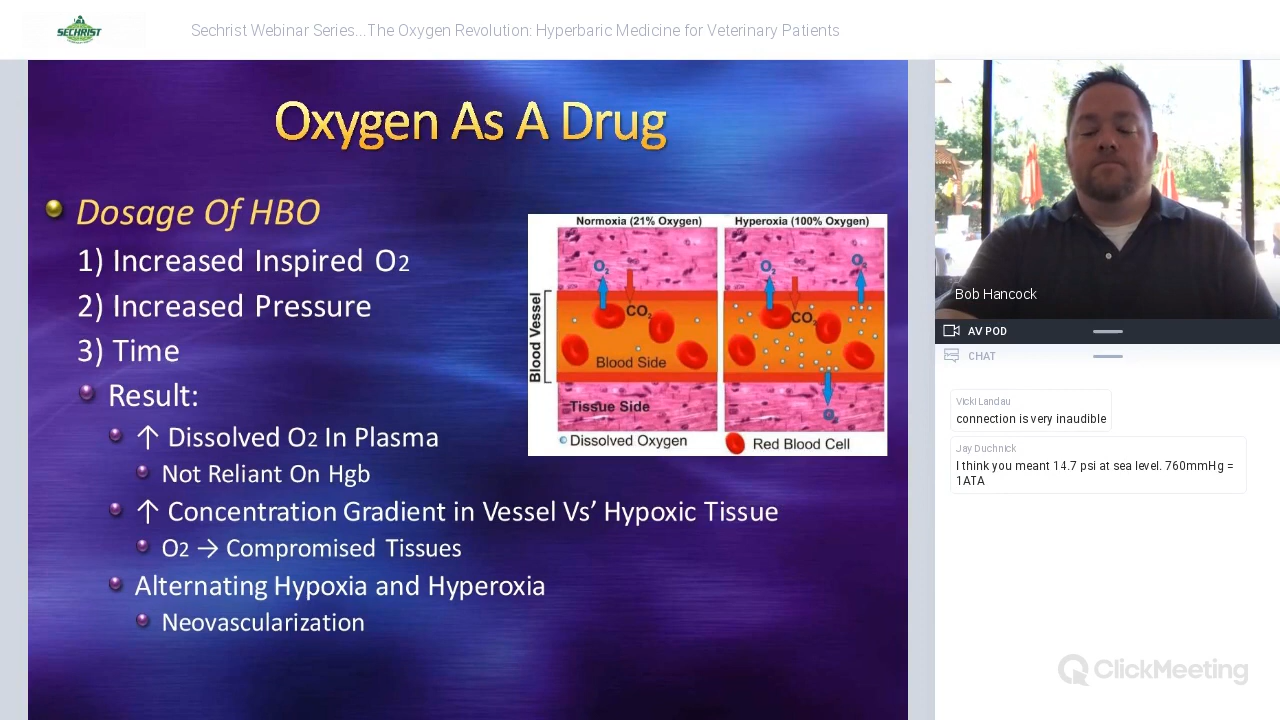 SECHRIST
Sechrist Webinar Series...The Oxygen Revolution: Hyperbaric Medicine for Veterinary Patients
Oxygen As A Drug
Dosage Of HBO
1) Increased Inspired O2
2) Increased Pressure
3) Time
Result:
↑ Dissolved O2 In Plasma
Not Reliant On Hgb
↑ Concentration Gradient in Vessel Vs’ Hypoxic Tissue
O2 → Compromised Tissues
Alternating Hypoxia and Hyperoxia
Neovascularization
Normoxia (21% Oxygen)
Hyperoxia (100% Oxygen)
O2
O2
O2
CO2
CO2
Blood Vessel
Blood Side
Tissue Side
O2
Dissolved Oxygen
Red Blood Cell
Bob Hancock
AV POD
CHAT
Vicki Landau
connection is very inaudible
Jay Duchnick
I think you meant 14.7 psi at sea level. 760mmHg =
1ATA
ClickMeeting